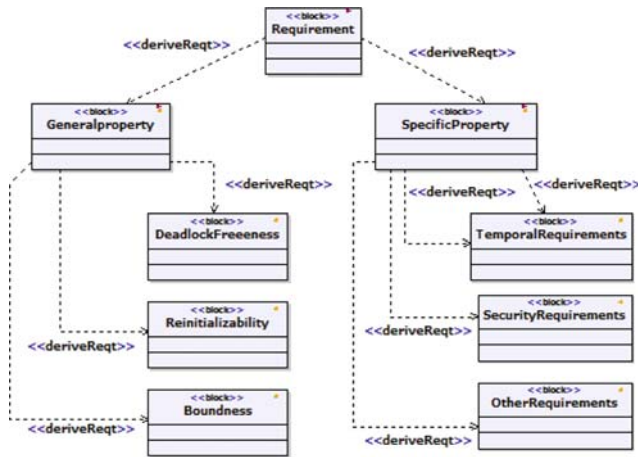 <<block>>
Requirement
<<deriveReqt>>
<<deriveReqt>>
<<block>>
Generalproperty
<<block>>
SpecificProperty
<<deriveReqt>>
<<deriveReqt>>
<<deriveReqt>>
<<block>>
DeadlockFreeeness
<<block>>
TemporalRequirements
<<block>>
Reinitializability
<<block>>
SecurityRequirements
<<deriveReqt>>
<<deriveReqt>>
<<block>>
Boundness
<<block>>
OtherRequirements
<<deriveReqt>>
<<deriveReqt>>